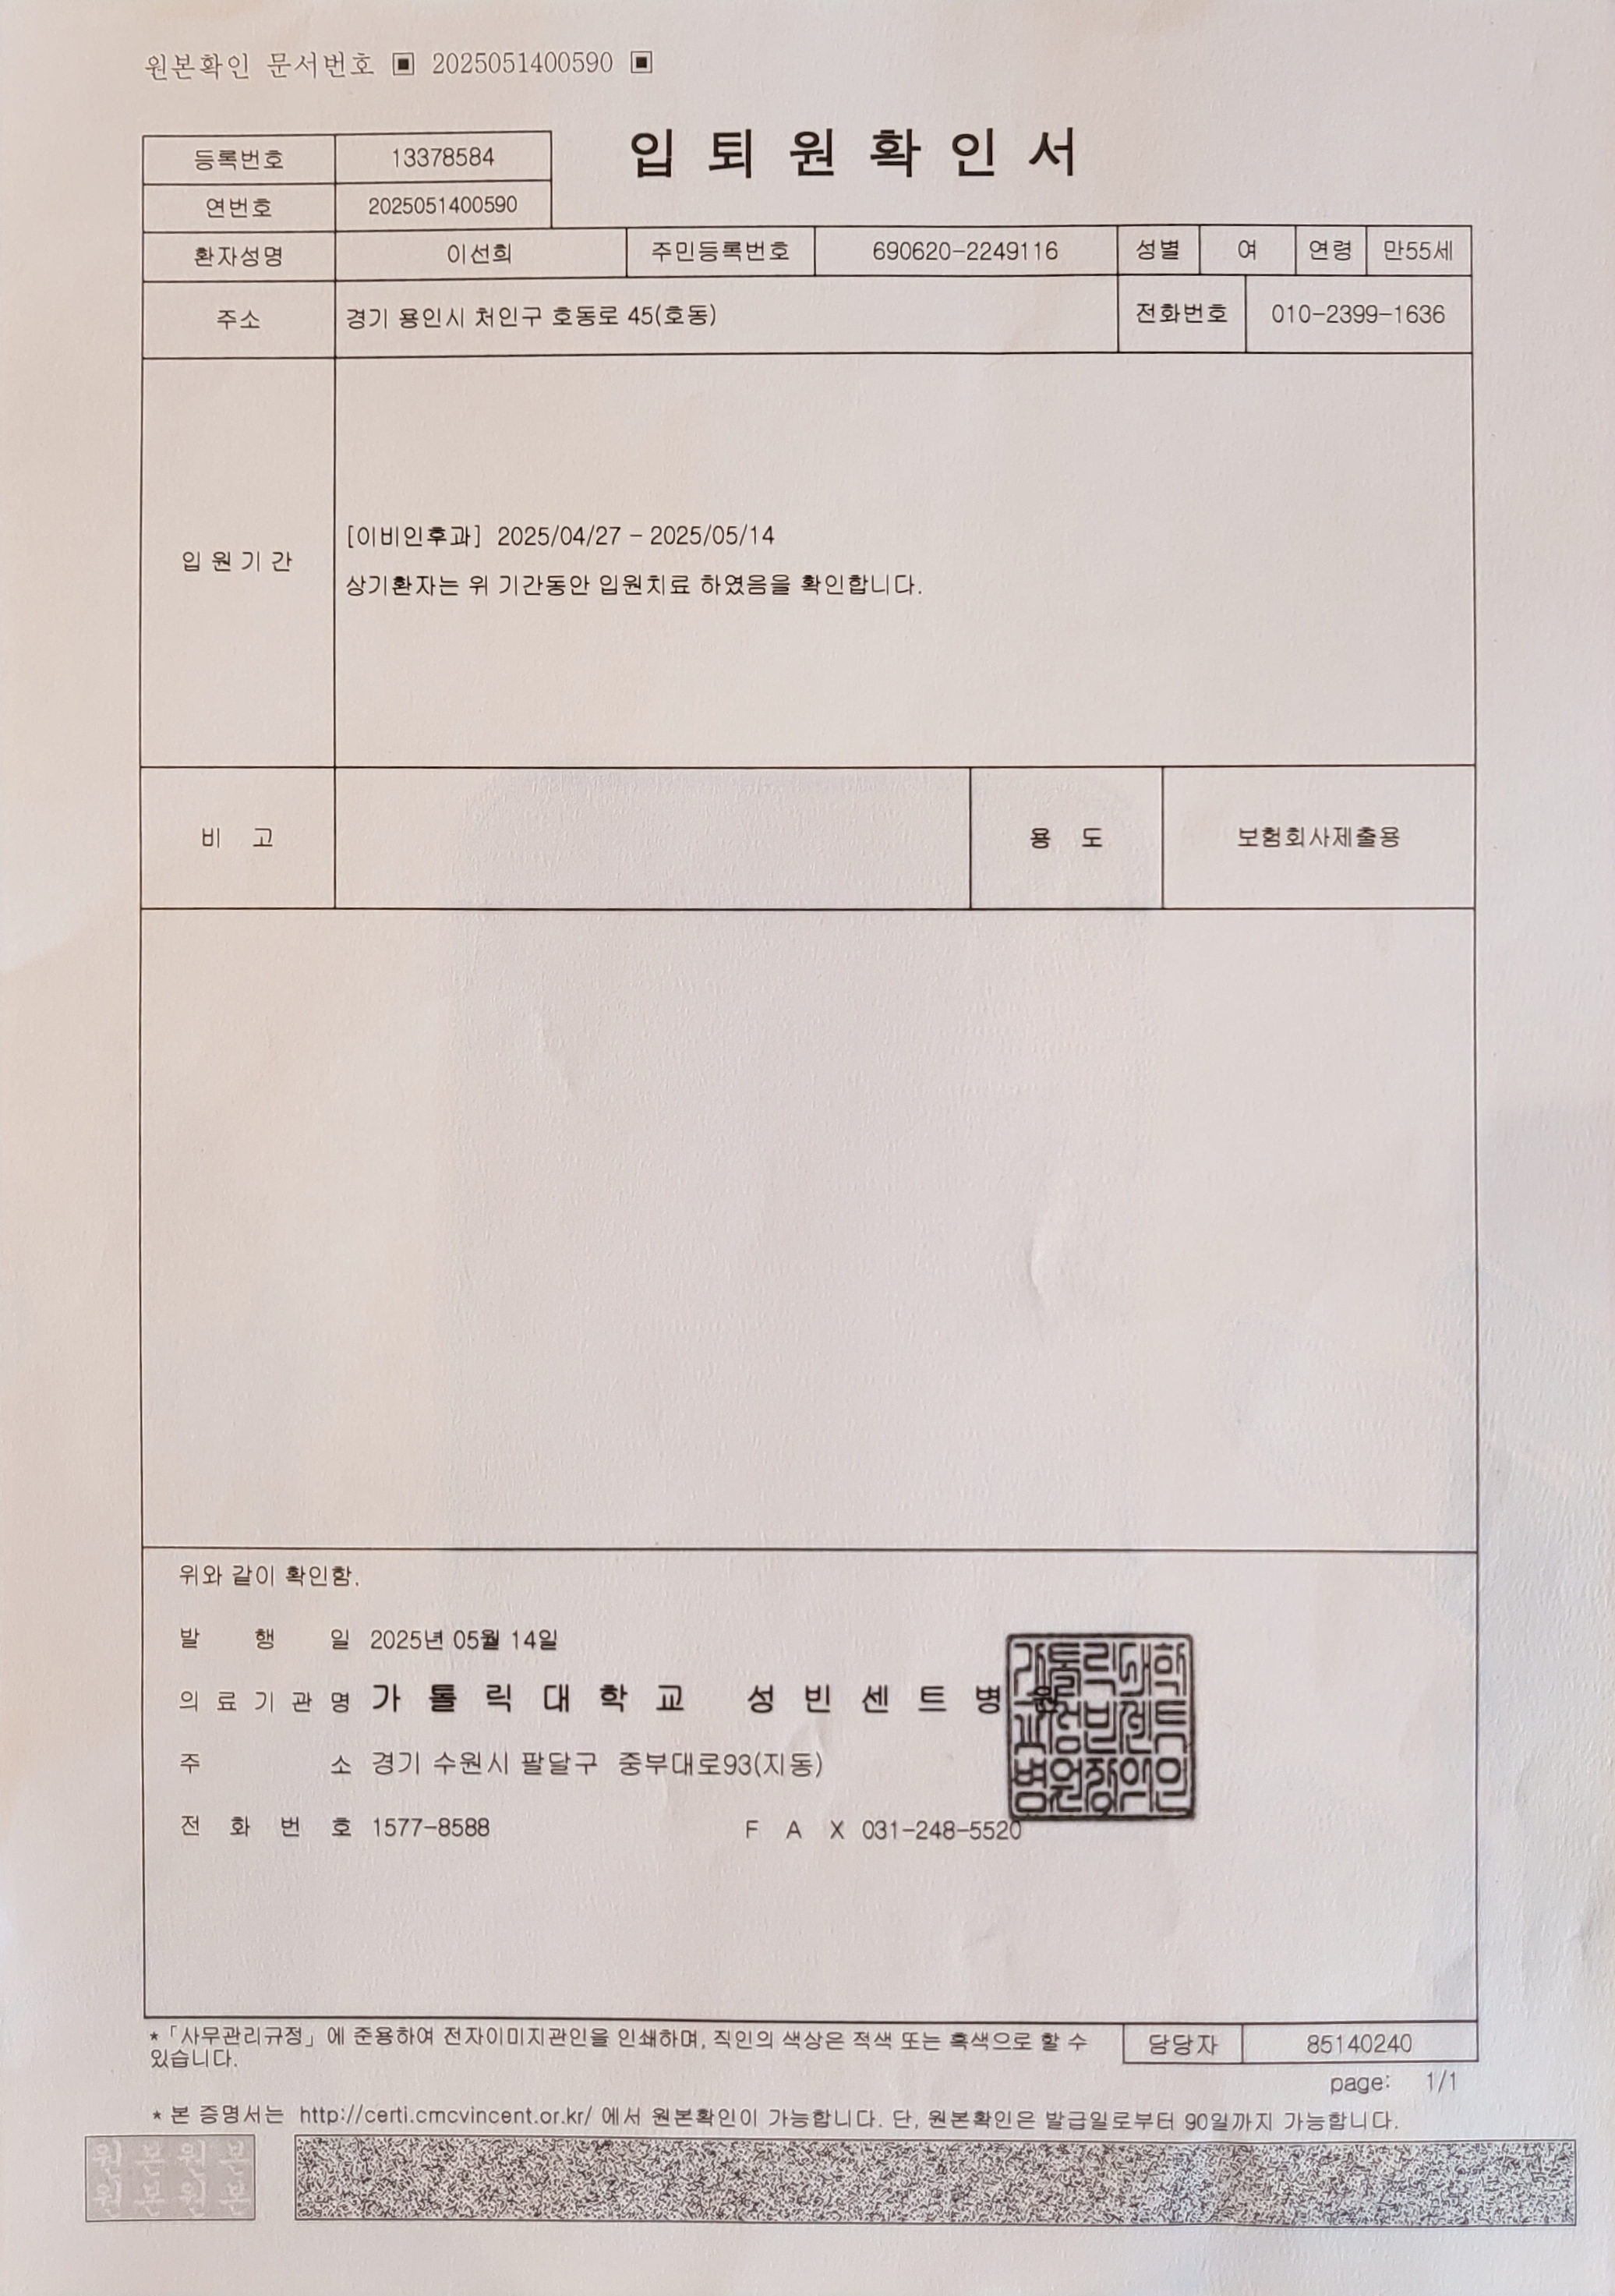 원본확인 문서번호 ▣ 2025051400590 ▣
입퇴원확인서
등록번호 13378584
연번호 2025051400590
환자성명 이선희 주민등록번호 690620-2249116 성별 여 연령 만55세
주소 경기 용인시 처인구 호동로 45(호동) 전화번호 010-2399-1636
입원기간
[이비인후과] 2025/04/27 - 2025/05/14
상기환자는 위 기간동안 입원치료 하였음을 확인합니다.
비 고 용 도 보험회사제출용
위와 같이 확인함.
발 행 일 2025년 05월 14일
의료기관명 가톨릭대학교 성빈센트병원
주 소 경기 수원시 팔달구 중부대로93(지동)
전 화 번 호 1577-8588 F A X 031-248-5520
가톨릭대학
교성빈센트
병원장의인
*「사무관리규정」에 준용하여 전자이미지관인을 인쇄하며, 직인의 색상은 적색 또는 흑색으로 할 수
있습니다.
담당자 85140240
page: 1/1
* 본 증명서는 http://certi.cmcvincent.or.kr/ 에서 원본확인이 가능합니다. 단, 원본확인은 발급일로부터 90일까지 가능합니다.
원본원본
원본원본